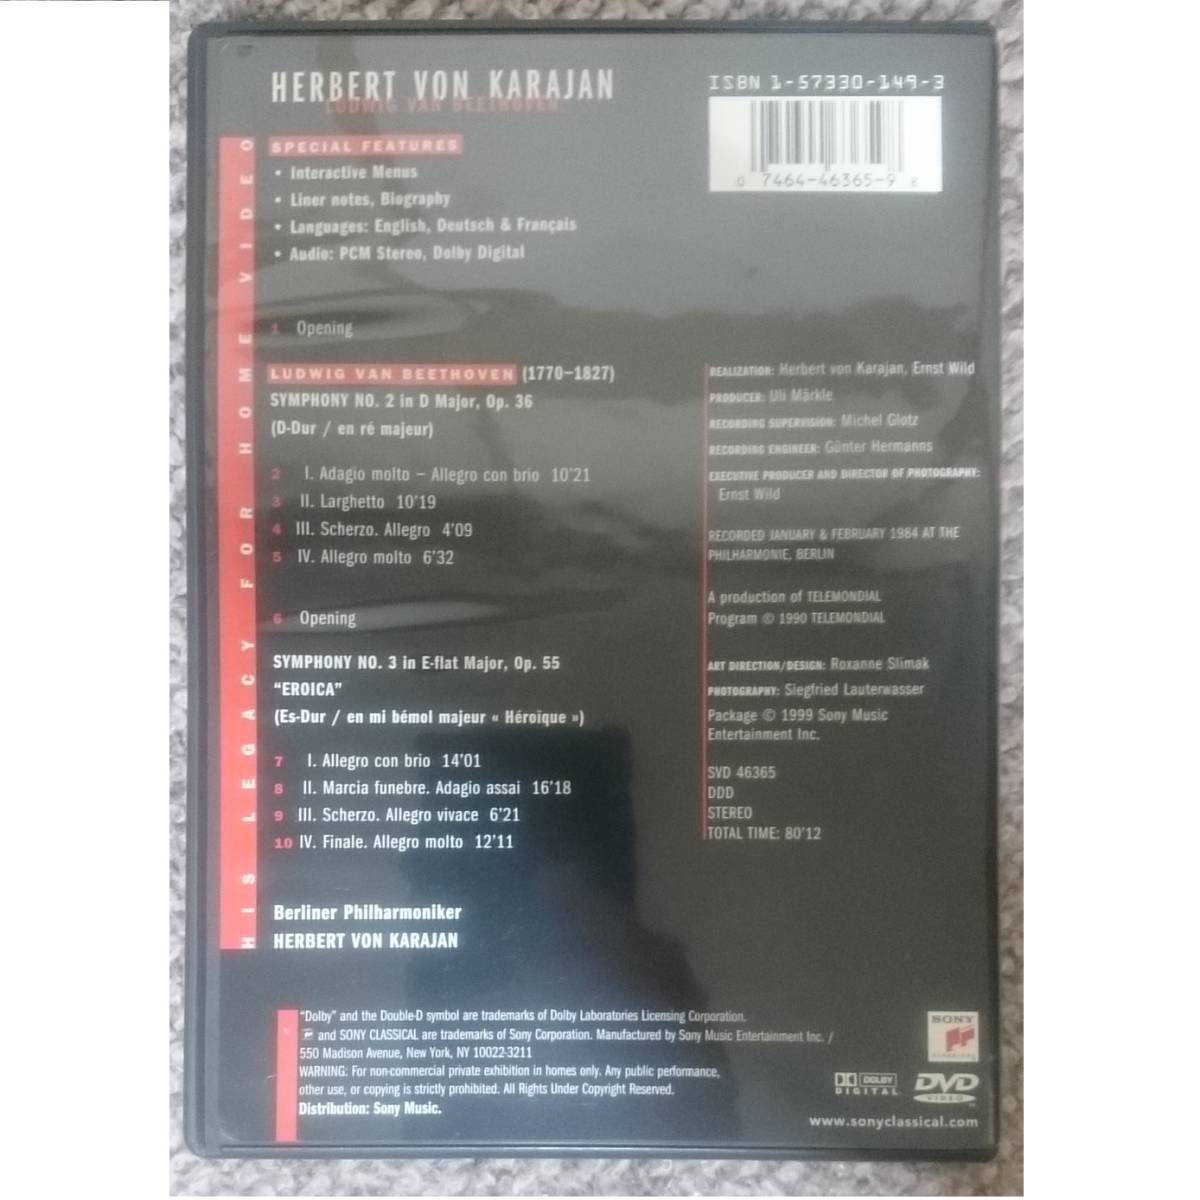 HERBERT VON KARAJAN
LUDWIG VAN BEETHOVEN
ISBN 1-57330-149-3
0 7464-46365-9 8
HIS LEGACY FOR HOME VIDEO
SPECIAL FEATURES
• Interactive Menus
• Liner notes, Biography
• Languages: English, Deutsch & Français
• Audio: PCM Stereo, Dolby Digital
1 Opening
LUDWIG VAN BEETHOVEN (1770–1827)
SYMPHONY NO. 2 in D Major, Op. 36
(D-Dur / en ré majeur)
2 I. Adagio molto – Allegro con brio 10'21
3 II. Larghetto 10'19
4 III. Scherzo. Allegro 4'09
5 IV. Allegro molto 6'32
6 Opening
SYMPHONY NO. 3 in E-flat Major, Op. 55
“EROICA”
(Es-Dur / en mi bémol majeur « Héroïque »)
7 I. Allegro con brio 14'01
8 II. Marcia funebre. Adagio assai 16'18
9 III. Scherzo. Allegro vivace 6'21
10 IV. Finale. Allegro molto 12'11
Berliner Philharmoniker
HERBERT VON KARAJAN
REALIZATION: Herbert von Karajan, Ernst Wild
PRODUCER: Uli Märkle
RECORDING SUPERVISION: Michel Glotz
RECORDING ENGINEER: Günter Hermanns
EXECUTIVE PRODUCER AND DIRECTOR OF PHOTOGRAPHY:
Ernst Wild
RECORDED JANUARY & FEBRUARY 1984 AT THE
PHILHARMONIE, BERLIN
A production of TELEMONDIAL
Program © 1990 TELEMONDIAL
ART DIRECTION/DESIGN: Roxanne Slimak
PHOTOGRAPHY: Siegfried Lauterwasser
Package © 1999 Sony Music
Entertainment Inc.
SVD 46365
DDD
STEREO
TOTAL TIME: 80'12
“Dolby” and the Double-D symbol are trademarks of Dolby Laboratories Licensing Corporation.
and SONY CLASSICAL are trademarks of Sony Corporation. Manufactured by Sony Music Entertainment Inc. /
550 Madison Avenue, New York, NY 10022-3211
WARNING: For non-commercial private exhibition in homes only. Any public performance,
other use, or copying is strictly prohibited. All Rights Under Copyright Reserved.
Distribution: Sony Music.
SONY
CLASSICAL
DOLBY
DIGITAL
DVD
VIDEO
www.sonyclassical.com